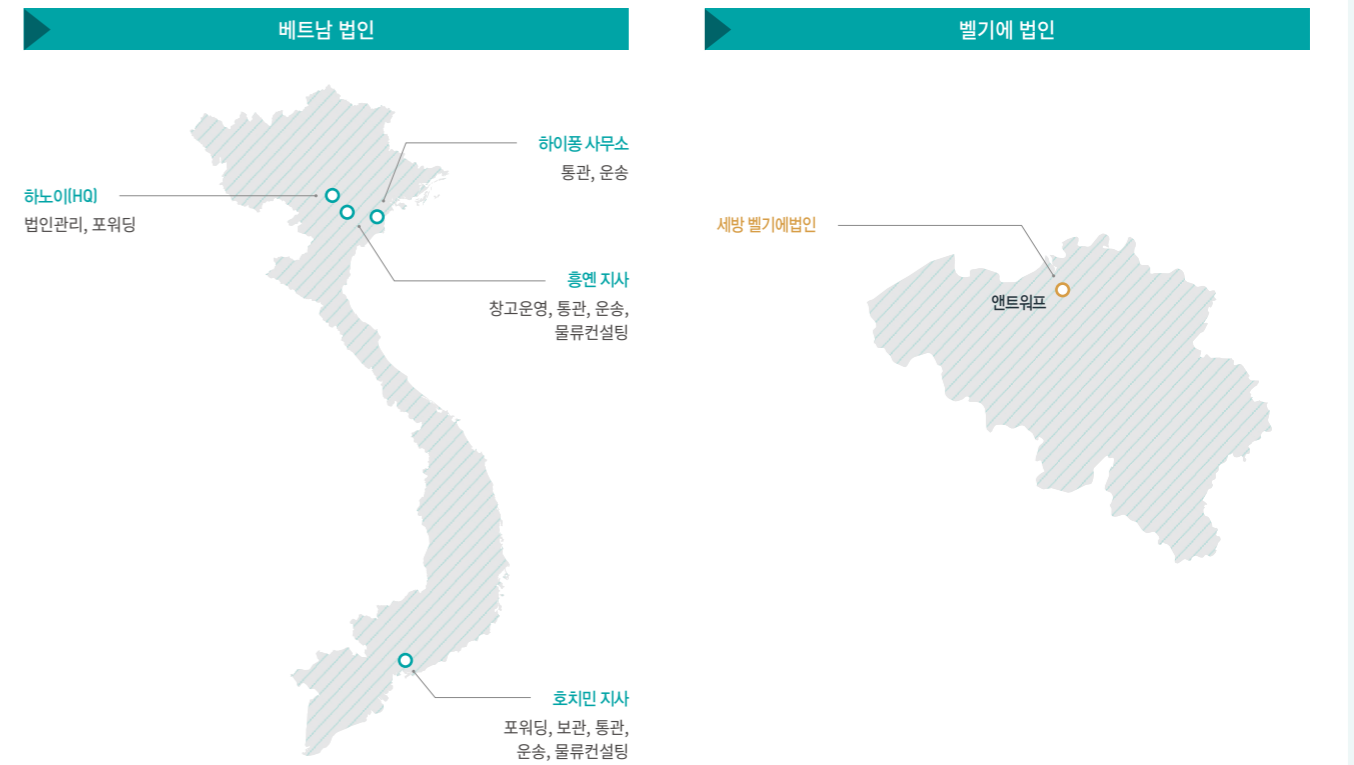 베트남 법인
하노이(HQ)
법인관리, 포워딩
하이퐁 사무소
통관, 운송
흥옌 지사
창고운영, 통관, 운송,
물류컨설팅
호치민 지사
포워딩, 보관, 통관,
운송, 물류컨설팅
벨기에 법인
세방 벨기에법인
앤트워프